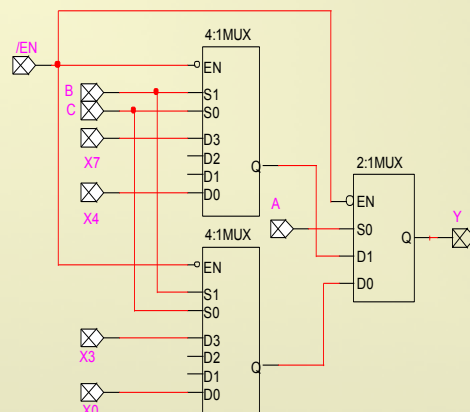 /EN
4:1MUX
EN
B
S1
C
S0
D3
X7
D2
D1
Q
X4
D0
2:1MUX
EN
A
S0
Y
Q
D1
D0
4:1MUX
EN
S1
S0
D3
X3
D2
D1
Q
D0
X0